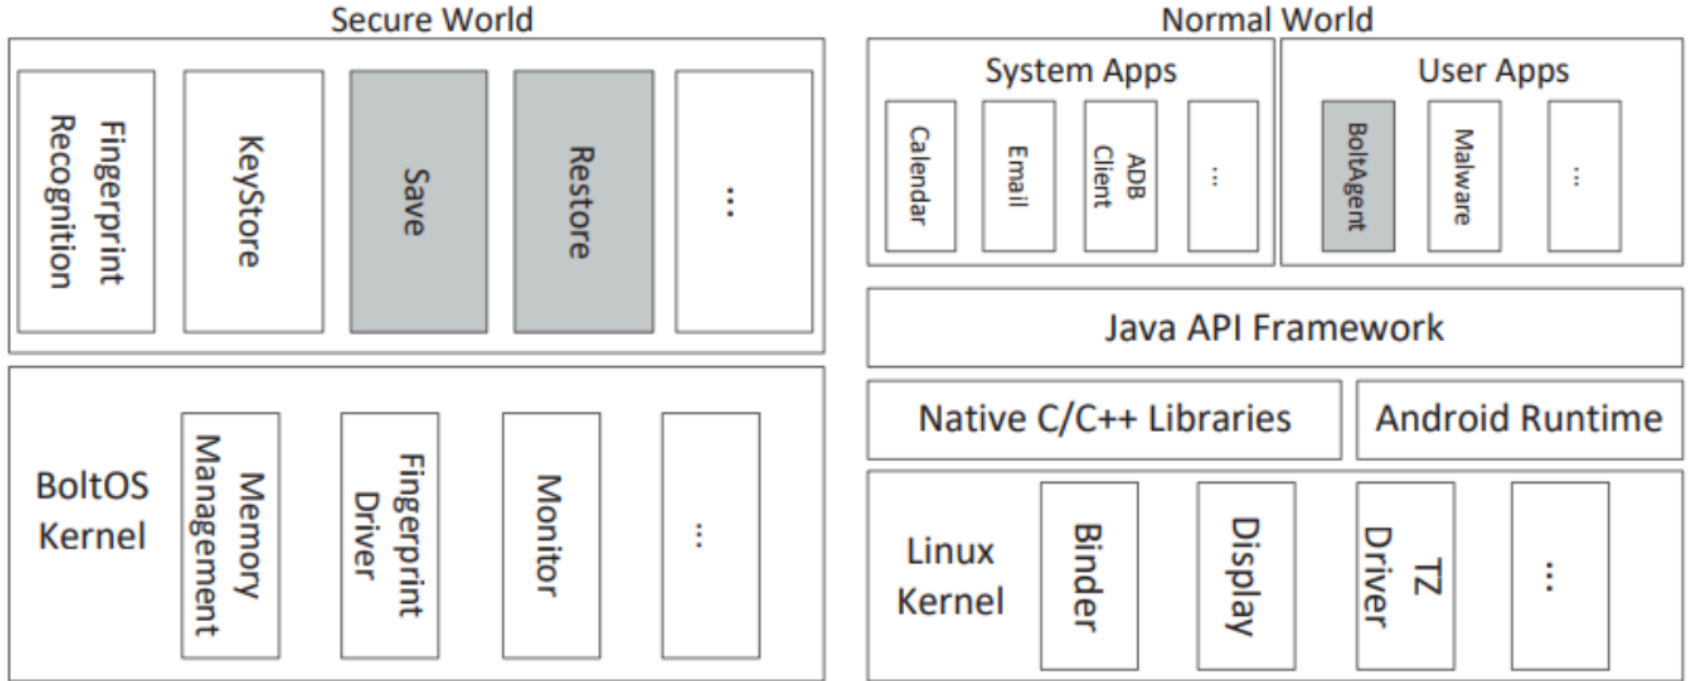 Secure World
Fingerprint
Recognition
KeyStore
Save
Restore
...
BoltOS
Kernel
Memory
Management
Fingerprint
Driver
Monitor
...
Normal World
System Apps
Calendar
Email
ADB
Client
...
User Apps
BoltAgent
Malware
...
Java API Framework
Native C/C++ Libraries
Android Runtime
Linux
Kernel
Binder
Display
TZ
Driver
...